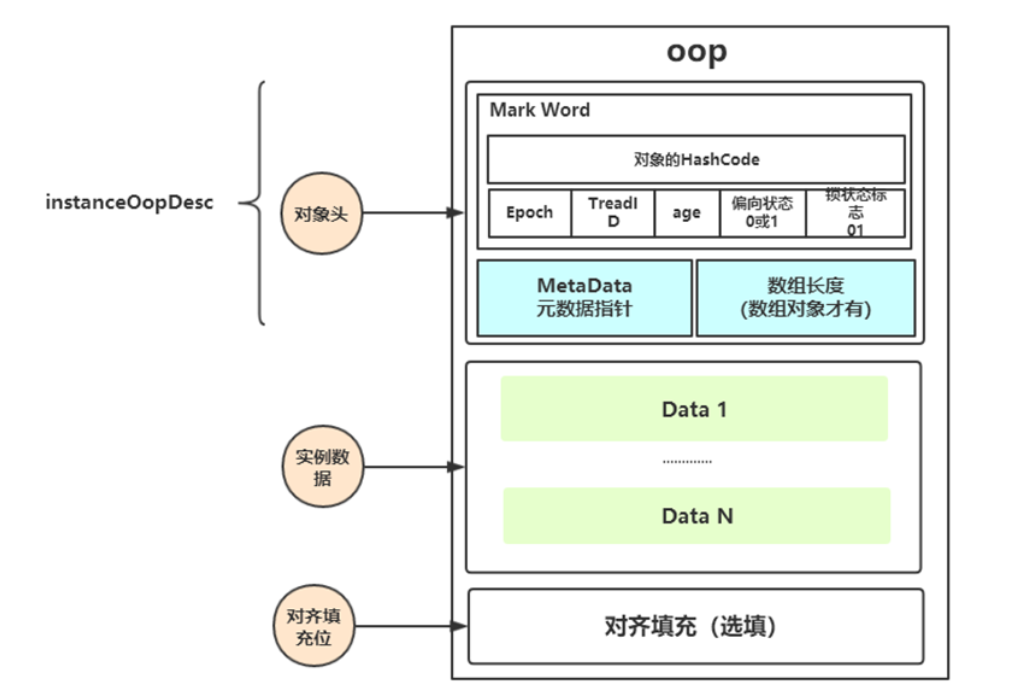 oop
Mark Word
对象的HashCode
Epoch
TreadI
D
age
偏向状态
0或1
锁状态标
志
01
instanceOopDesc
对象头
MetaData
元数据指针
数组长度
(数组对象才有)
Data 1
.............
实例数
据
Data N
对齐填
充位
对齐填充（选填）